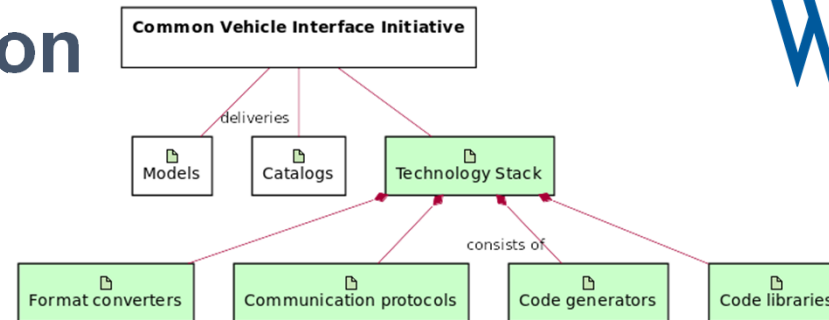 on
Common Vehicle Interface Initiative
deliveries
Models
Catalogs
Technology Stack
consists of
Format converters
Communication protocols
Code generators
Code libraries